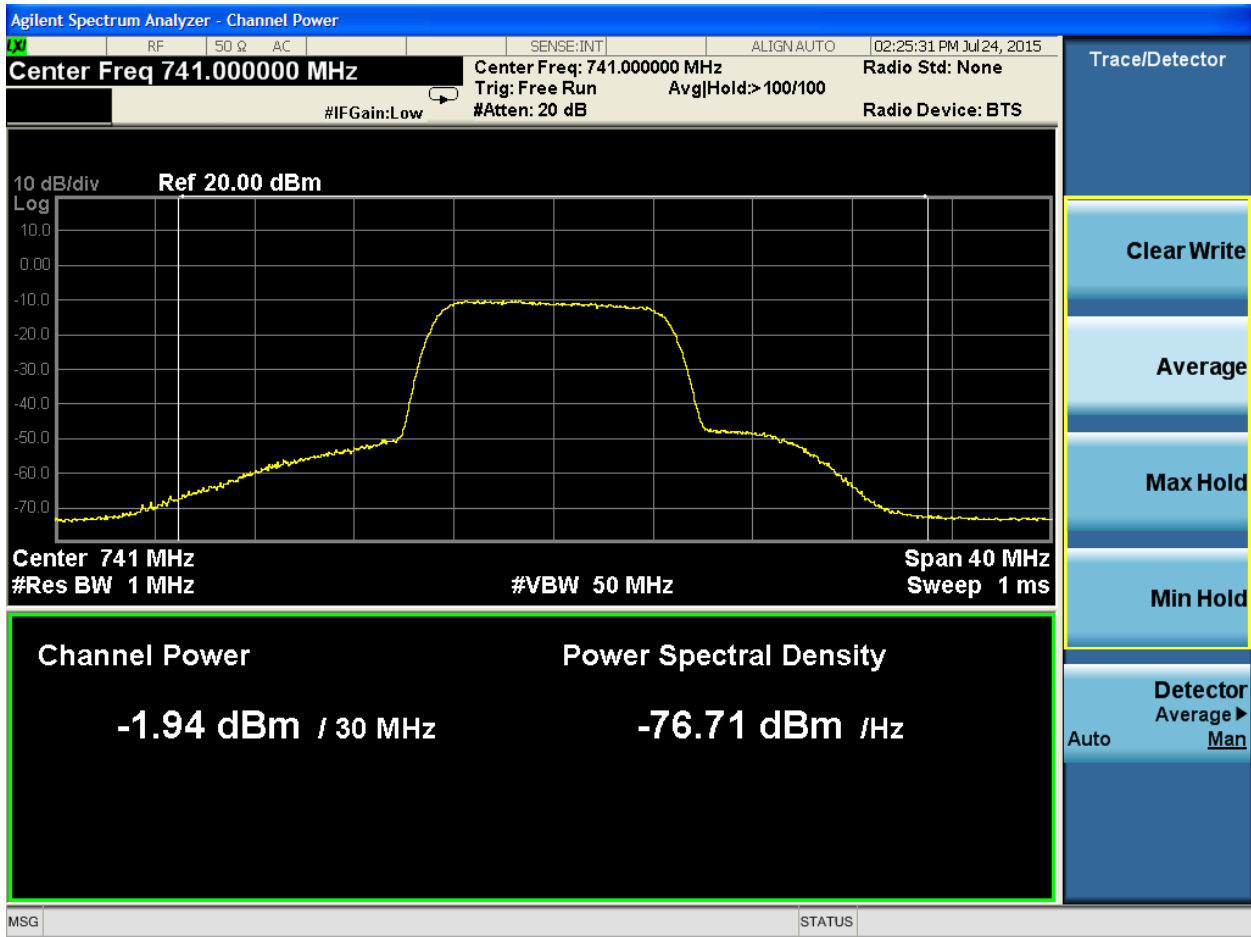 Agilent Spectrum Analyzer - Channel Power
LXI RF 50 Ω AC SENSE:INT ALIGN AUTO 02:25:31 PM Jul 24, 2015
Center Freq 741.000000 MHz
Center Freq: 741.000000 MHz Radio Std: None
Trig: Free Run Avg|Hold:>100/100
#IFGain:Low #Atten: 20 dB Radio Device: BTS
10 dB/div Ref 20.00 dBm
Log
10.0
0.00
-10.0
-20.0
-30.0
-40.0
-50.0
-60.0
-70.0
Center 741 MHz Span 40 MHz
#Res BW 1 MHz #VBW 50 MHz Sweep 1 ms
Channel Power Power Spectral Density
-1.94 dBm / 30 MHz -76.71 dBm /Hz
MSG STATUS
Trace/Detector
Clear Write
Average
Max Hold
Min Hold
Detector
Average▶
Auto Man